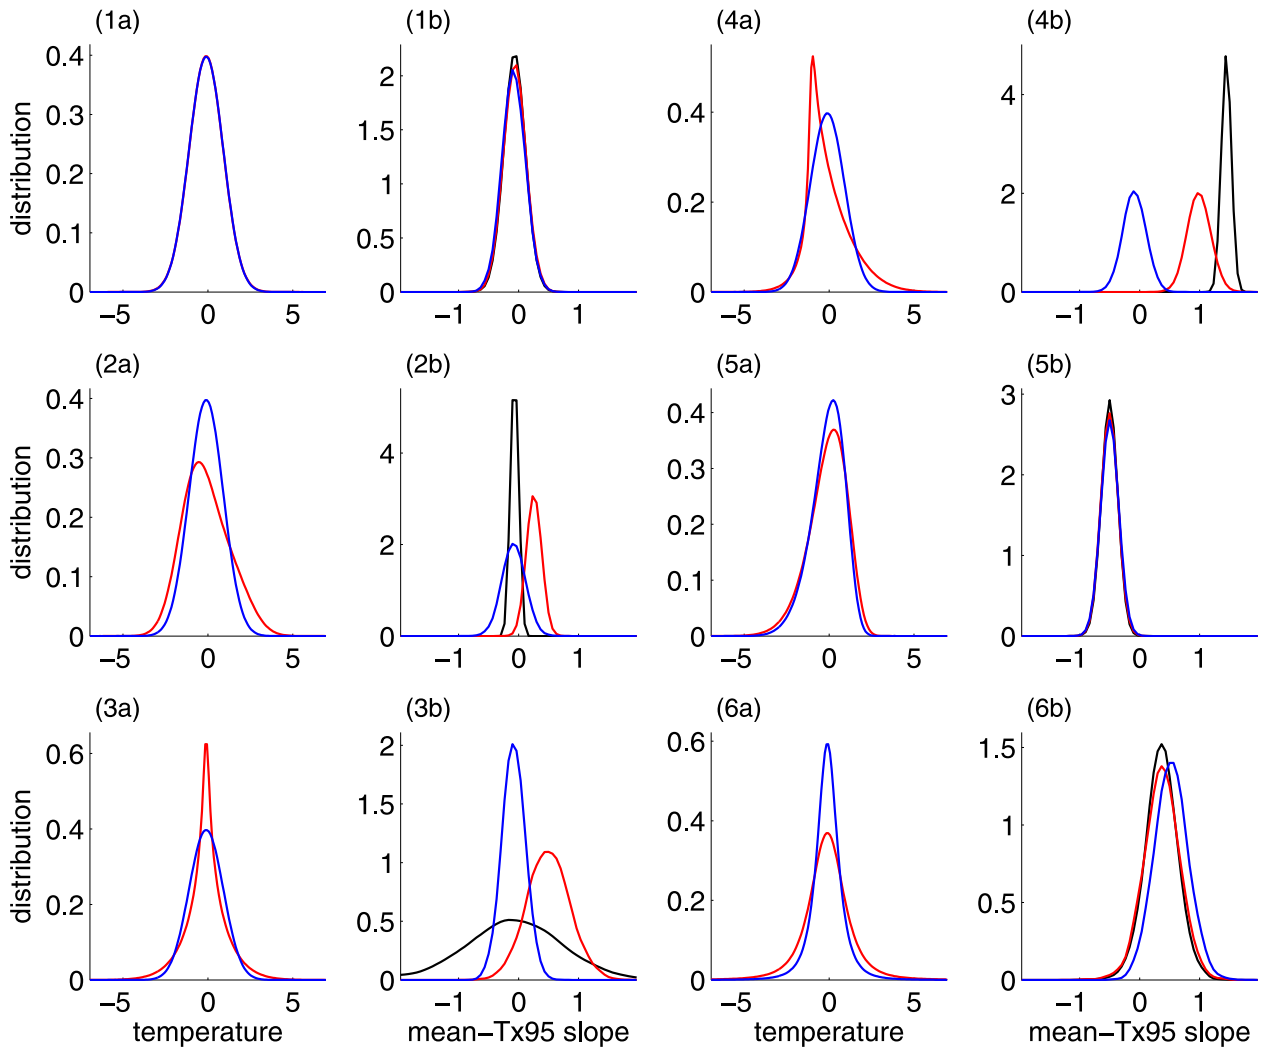 (1a) (1b) (4a) (4b)
0.4 0.3 0.2 0.1 0
distribution
−5 0 5
2 1.5 1 0.5 0
−1 0 1
0.4 0.2 0
−5 0 5
4 2 0
−1 0 1
(2a) (2b) (5a) (5b)
0.4 0.3 0.2 0.1 0
distribution
−5 0 5
4 2 0
−1 0 1
0.4 0.3 0.2 0.1 0
−5 0 5
3 2 1 0
−1 0 1
(3a) (3b) (6a) (6b)
0.6 0.4 0.2 0
distribution
−5 0 5
temperature
2 1.5 1 0.5 0
−1 0 1
mean−Tx95 slope
0.6 0.4 0.2 0
−5 0 5
temperature
1.5 1 0.5 0
−1 0 1
mean−Tx95 slope